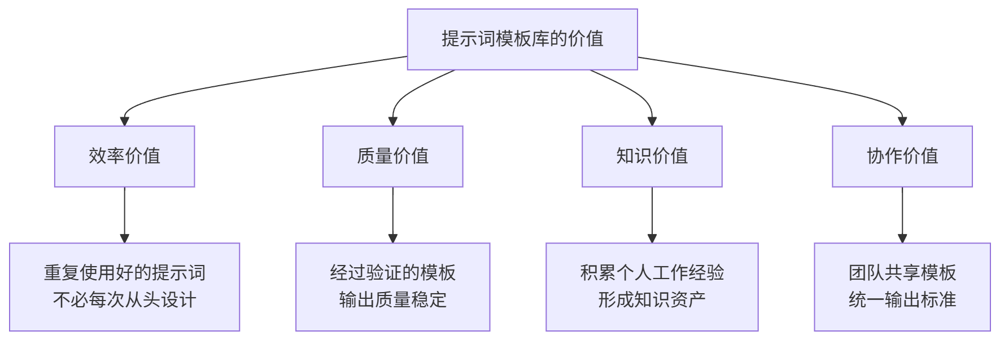 提示词模板库的价值
效率价值
质量价值
知识价值
协作价值
重复使用好的提示词
不必每次从头设计
经过验证的模板
输出质量稳定
积累个人工作经验
形成知识资产
团队共享模板
统一输出标准